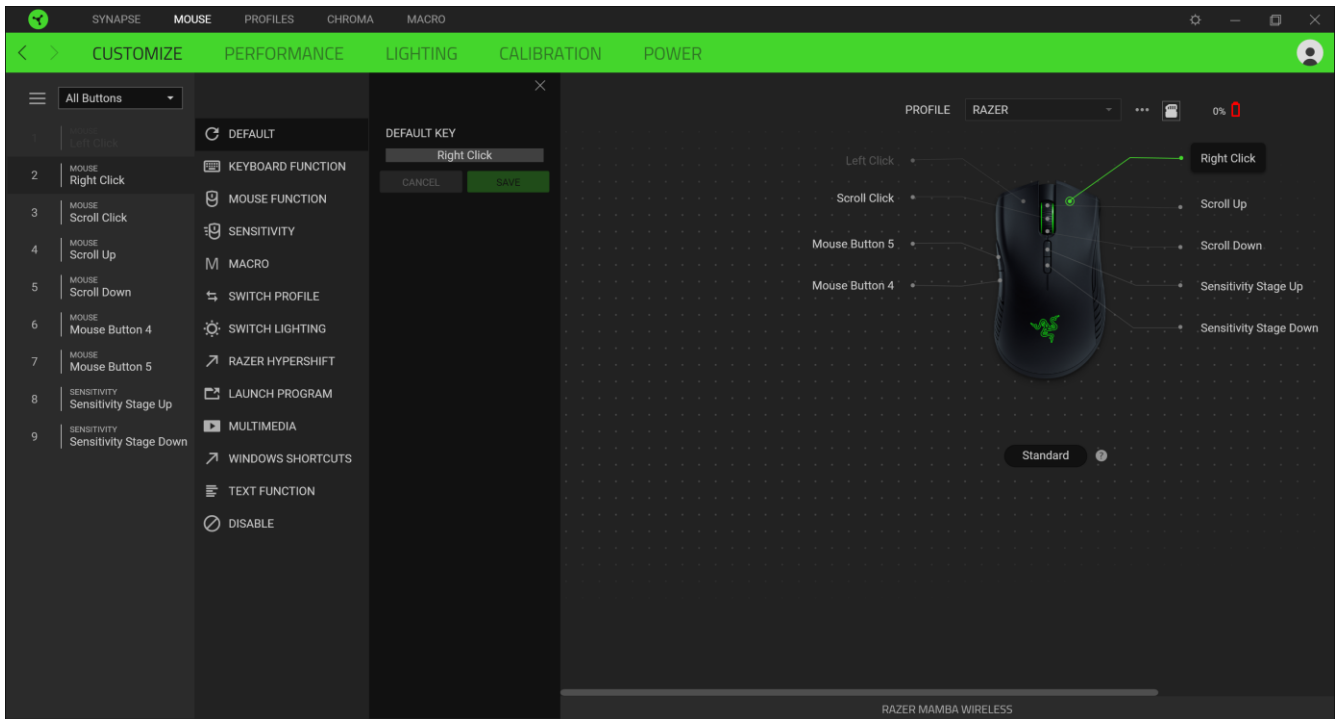 SYNAPSE MOUSE PROFILES CHROMA MACRO
CUSTOMIZE PERFORMANCE LIGHTING CALIBRATION POWER
All Buttons
1 MOUSE Left Click
2 MOUSE Right Click
3 MOUSE Scroll Click
4 MOUSE Scroll Up
5 MOUSE Scroll Down
6 MOUSE Mouse Button 4
7 MOUSE Mouse Button 5
8 SENSITIVITY Sensitivity Stage Up
9 SENSITIVITY Sensitivity Stage Down
DEFAULT
KEYBOARD FUNCTION
MOUSE FUNCTION
SENSITIVITY
MACRO
SWITCH PROFILE
SWITCH LIGHTING
RAZER HYPERSHIFT
LAUNCH PROGRAM
MULTIMEDIA
WINDOWS SHORTCUTS
TEXT FUNCTION
DISABLE
DEFAULT KEY
Right Click
CANCEL SAVE
PROFILE RAZER 0%
Left Click
Scroll Click
Mouse Button 5
Mouse Button 4
Right Click
Scroll Up
Scroll Down
Sensitivity Stage Up
Sensitivity Stage Down
Standard ?
RAZER MAMBA WIRELESS